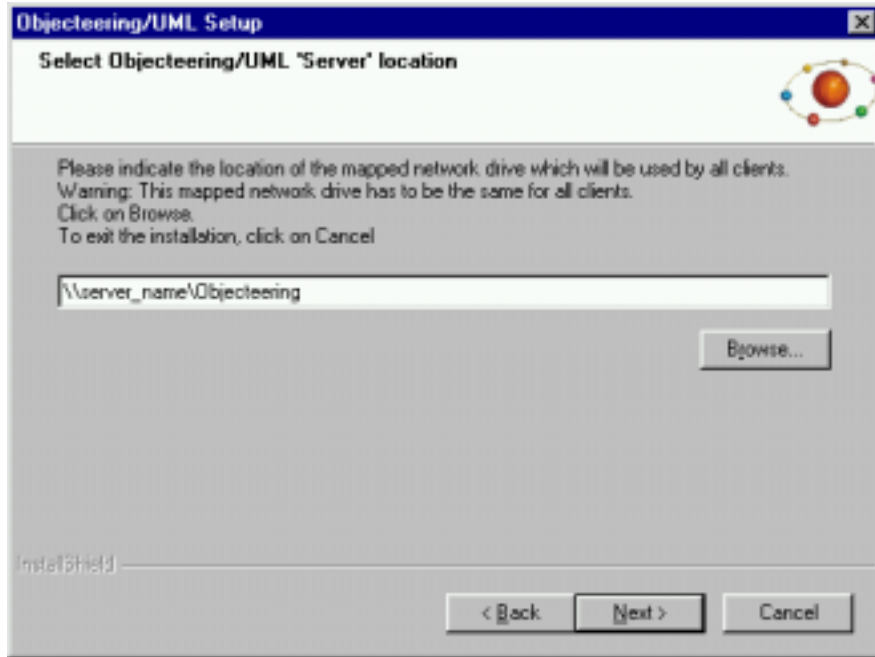 Objecteering/UML Setup
Select Objecteering/UML "Server" location
Please indicate the location of the mapped network drive which will be used by all clients.
Warning: This mapped network drive has to be the same for all clients.
Click on Browse.
To exit the installation, click on Cancel
\\server_name\Objecteering
Browse...
InstallShield
< Back
Next >
Cancel